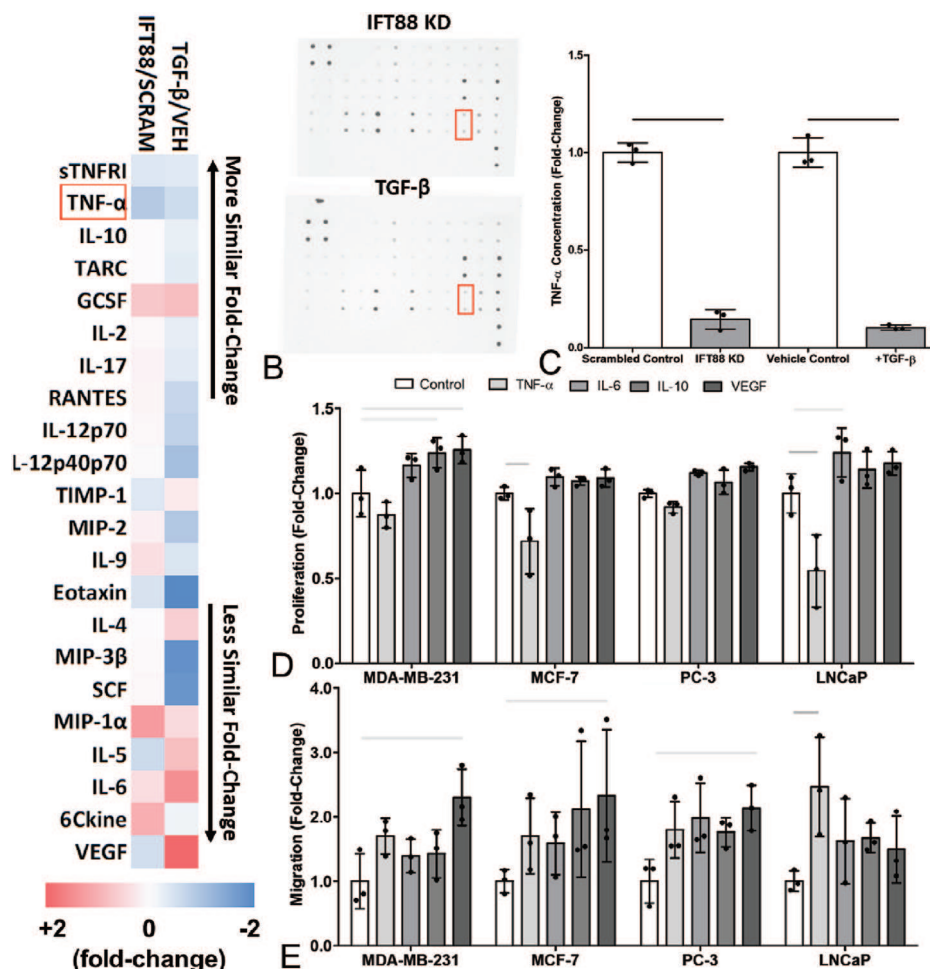 IFT88/SCRAM
TGF-β/VEH
sTNFRI
TNF-α
IL-10
TARC
GCSF
IL-2
IL-17
RANTES
IL-12p70
L-12p40p70
TIMP-1
MIP-2
IL-9
Eotaxin
IL-4
MIP-3β
SCF
MIP-1α
IL-5
IL-6
6Ckine
VEGF
More Similar Fold-Change
Less Similar Fold-Change
+2 0 -2
(fold-change)
IFT88 KD
TGF-β
B
TNF-α Concentration (Fold-Change)
1.5
1.0
0.5
0.0
Scrambled Control IFT88 KD Vehicle Control +TGF-β
C
Control TNF-α IL-6 IL-10 VEGF
Proliferation (Fold-Change)
1.5
1.0
0.5
0.0
MDA-MB-231 MCF-7 PC-3 LNCaP
D
Migration (Fold-Change)
4.0
3.0
2.0
1.0
0.0
MDA-MB-231 MCF-7 PC-3 LNCaP
E